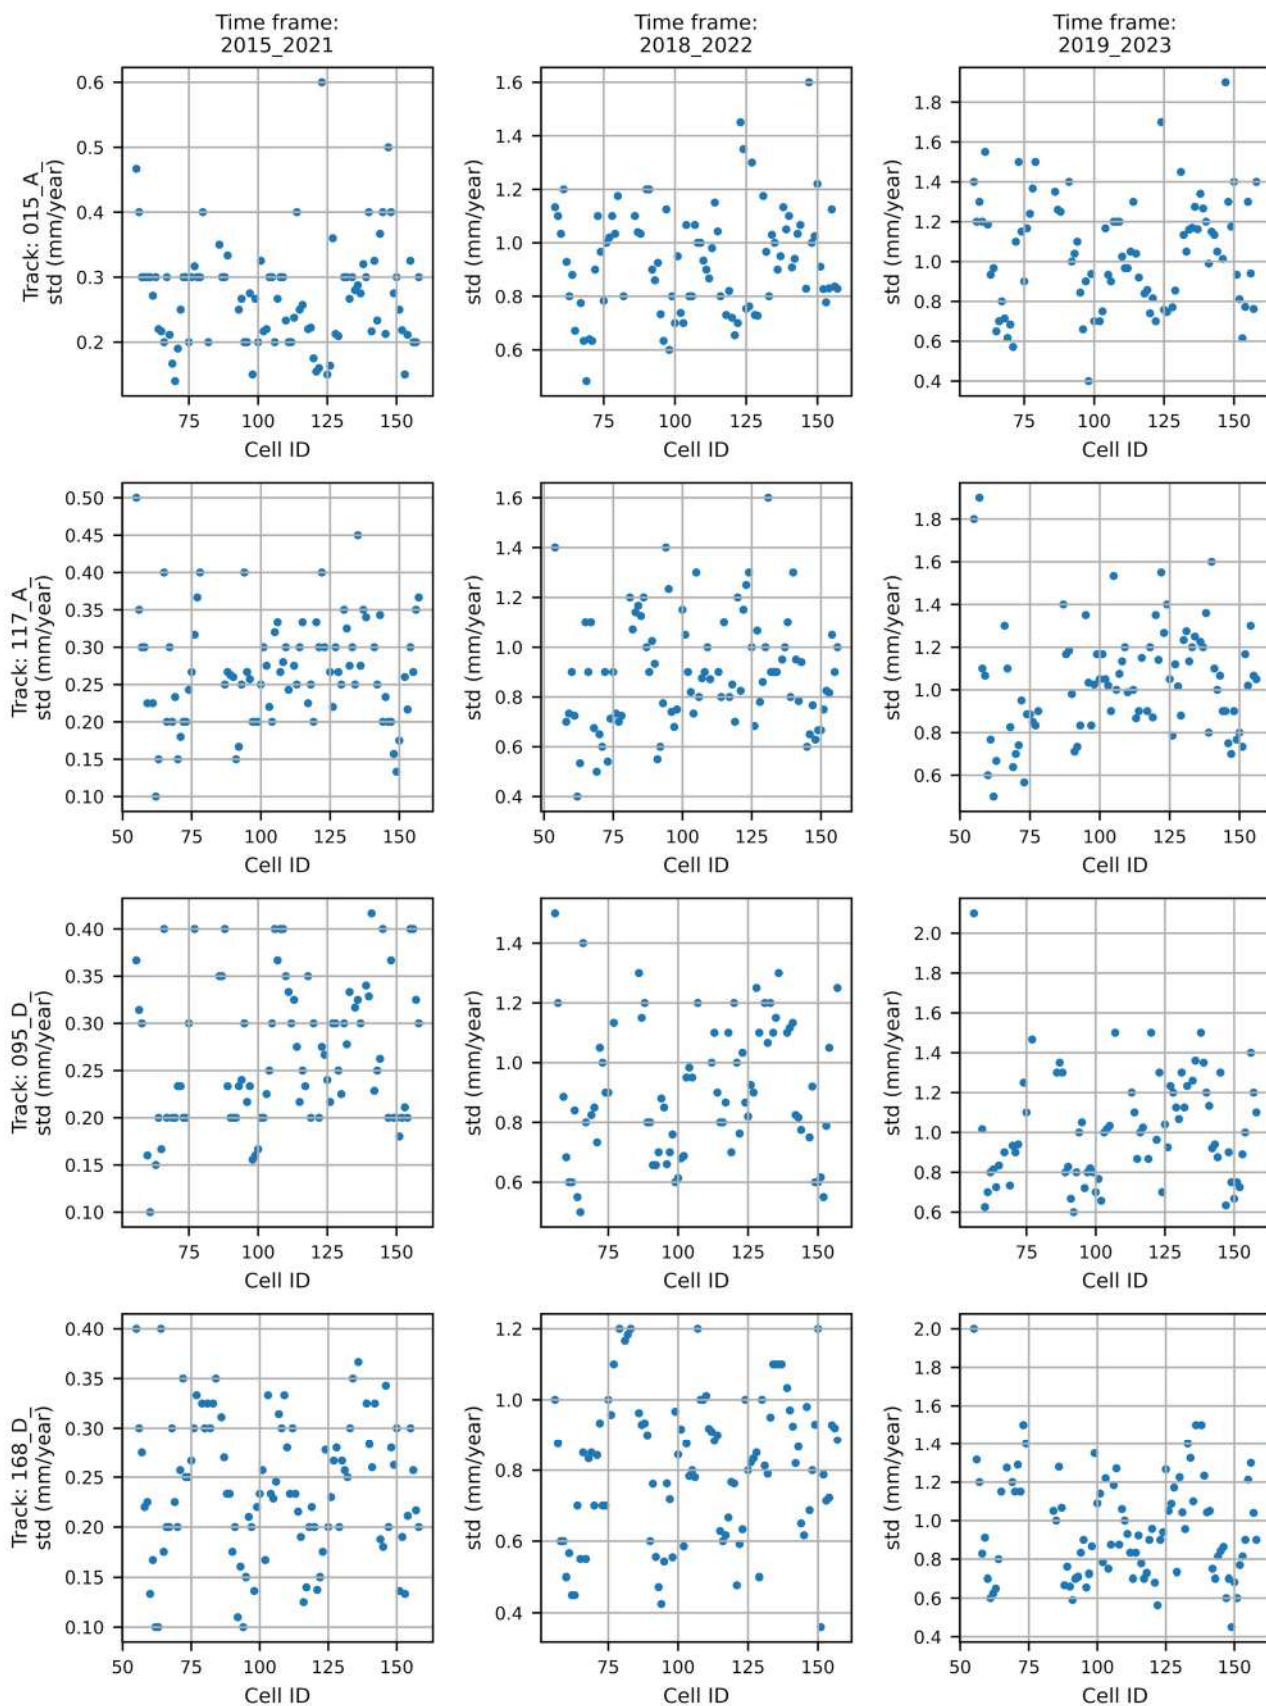 Time frame:
2015_2021
Time frame:
2018_2022
Time frame:
2019_2023
Track: 015_A_
std (mm/year)
0.6
0.5
0.4
0.3
0.2
75 100 125 150
Cell ID
std (mm/year)
1.6
1.4
1.2
1.0
0.8
0.6
75 100 125 150
Cell ID
std (mm/year)
1.8
1.6
1.4
1.2
1.0
0.8
0.6
0.4
75 100 125 150
Cell ID
Track: 117_A_
std (mm/year)
0.50
0.45
0.40
0.35
0.30
0.25
0.20
0.15
0.10
50 75 100 125 150
Cell ID
std (mm/year)
1.6
1.4
1.2
1.0
0.8
0.6
0.4
50 75 100 125 150
Cell ID
std (mm/year)
1.8
1.6
1.4
1.2
1.0
0.8
0.6
50 75 100 125 150
Cell ID
Track: 095_D_
std (mm/year)
0.40
0.35
0.30
0.25
0.20
0.15
0.10
75 100 125 150
Cell ID
std (mm/year)
1.4
1.2
1.0
0.8
0.6
75 100 125 150
Cell ID
std (mm/year)
2.0
1.8
1.6
1.4
1.2
1.0
0.8
0.6
75 100 125 150
Cell ID
Track: 168_D_
std (mm/year)
0.40
0.35
0.30
0.25
0.20
0.15
0.10
50 75 100 125 150
Cell ID
std (mm/year)
1.2
1.0
0.8
0.6
0.4
75 100 125 150
Cell ID
std (mm/year)
2.0
1.8
1.6
1.4
1.2
1.0
0.8
0.6
0.4
50 75 100 125 150
Cell ID